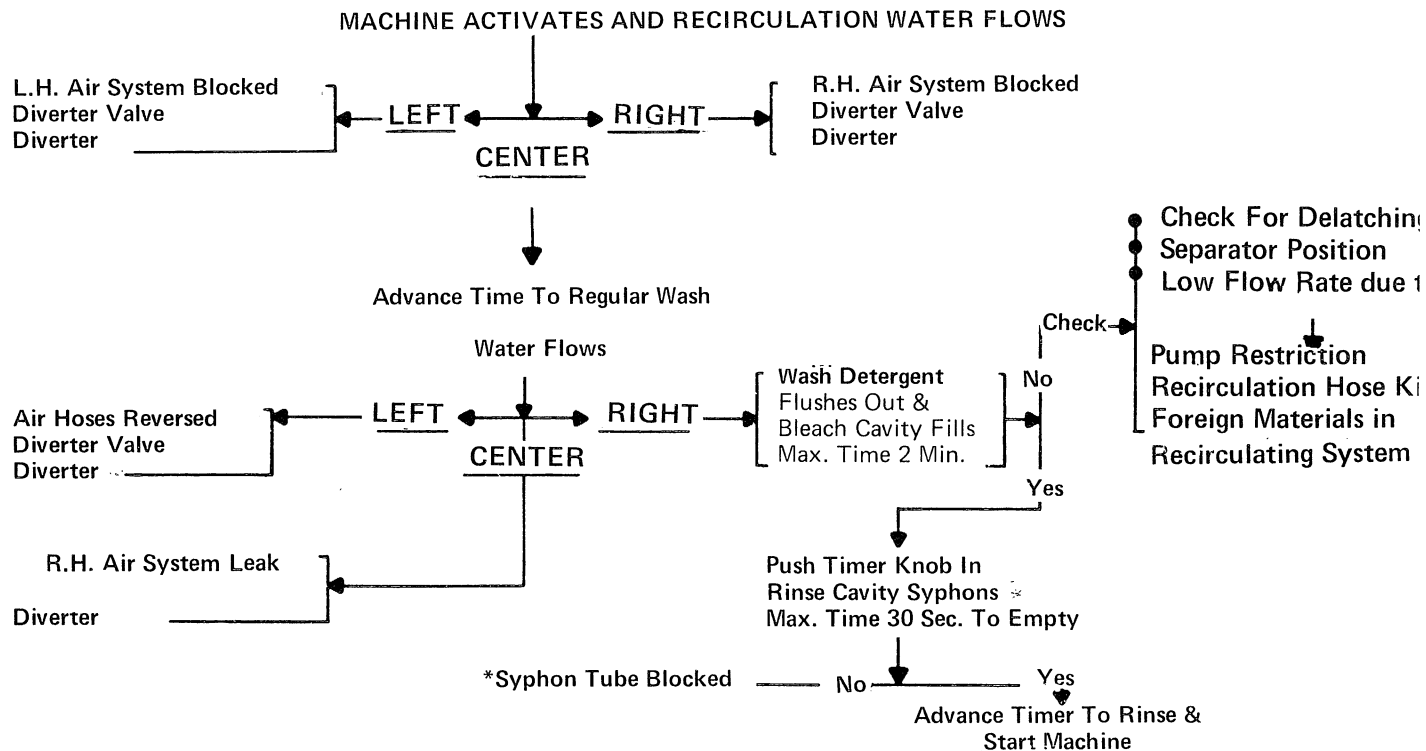 MACHINE ACTIVATES AND RECIRCULATION WATER FLOWS
L.H. Air System Blocked
Diverter Valve
Diverter
LEFT
RIGHT
R.H. Air System Blocked
Diverter Valve
Diverter
CENTER
Advance Time To Regular Wash
Water Flows
Air Hoses Reversed
Diverter Valve
Diverter
LEFT
RIGHT
CENTER
Wash Detergent
Flushes Out &
Bleach Cavity Fills
Max. Time 2 Min.
No
Check
Check For
Separator Position
Low Flow Rate due
Pump Restriction
Recirculation Hose
Foreign Materials in
Recirculating System
Yes
R.H. Air System Leak
Diverter
Push Timer Knob In
Rinse Cavity Syphons *
Max. Time 30 Sec. To Empty
*Syphon Tube Blocked
No
Yes
Advance Timer To Rinse &
Start Machine